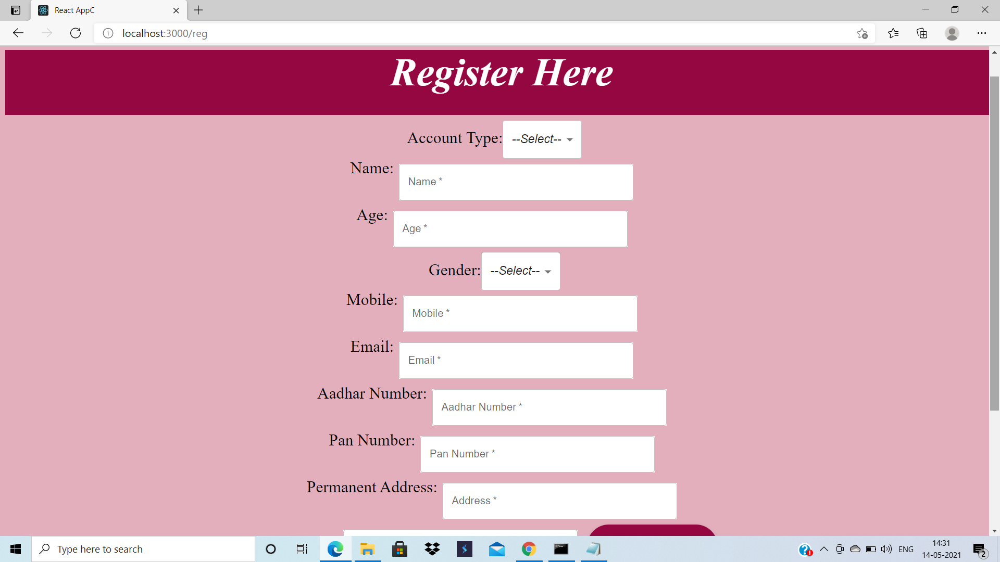 React AppC
localhost:3000/reg
Register Here
Account Type: --Select--
Name: Name *
Age: Age *
Gender: --Select--
Mobile: Mobile *
Email: Email *
Aadhar Number: Aadhar Number *
Pan Number: Pan Number *
Permanent Address: Address *
Type here to search
ENG
14:31
14-05-2021
2